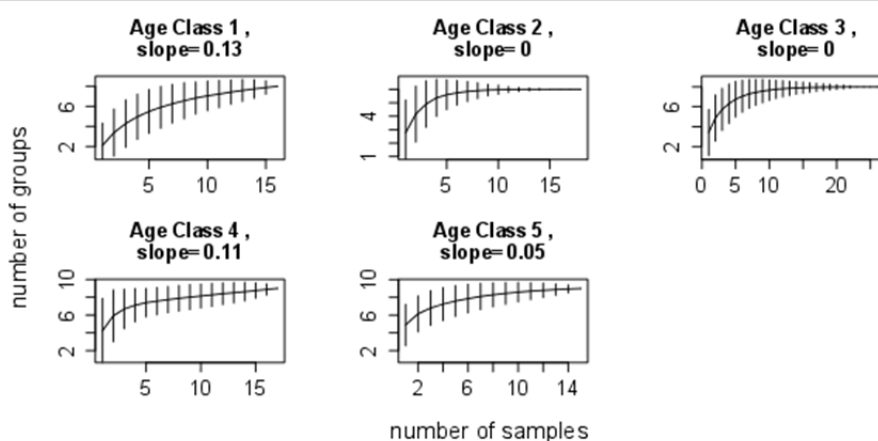 Age Class 1 ,
slope= 0.13
Age Class 2 ,
slope= 0
Age Class 3 ,
slope= 0
6
2
5 10 15
4
1
5 10 15
6
2
0 5 10 20
number of groups
Age Class 4 ,
slope= 0.11
Age Class 5 ,
slope= 0.05
10
6
2
5 10 15
10
6
2
2 6 10 14
number of samples